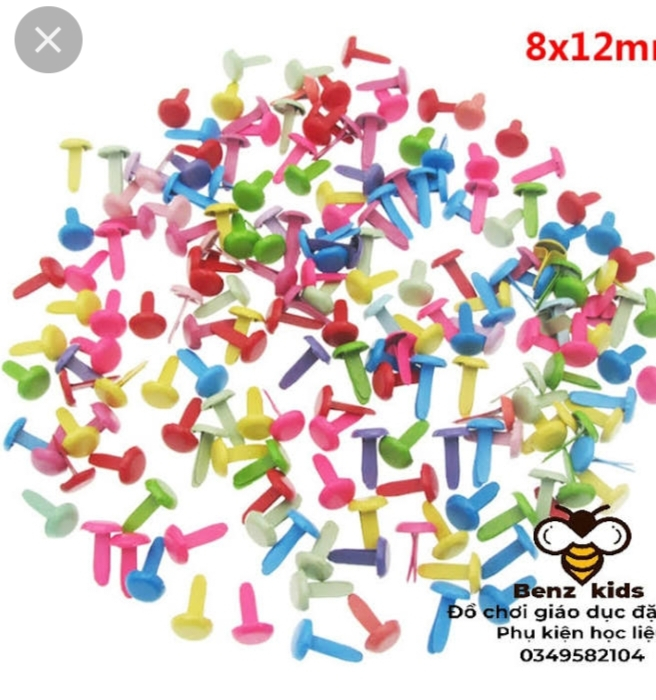 8x12m
Benz kids
Đồ chơi giáo dục đặ
Phụ kiện học liệ
0349582104